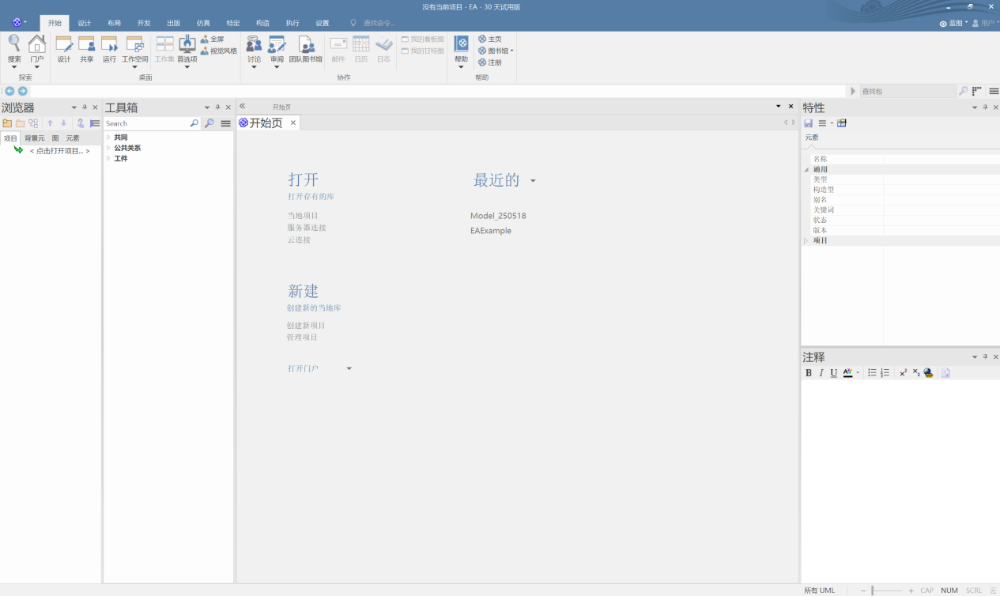 没有当前项目 - EA - 30 天试用版
开始 设计 布局 开发 出版 仿真 特定 构造 执行 设置 查找命令...
蓝图 用户
搜索 门户 设计 共享 运行 工作空间 工作集 首选项 全屏 视觉风格
讨论 审阅 团队图书馆 邮件 日历 日志 我的看板图 我的甘特图
帮助 主页 图书馆 注册
探索 桌面 协作 帮助
查找包
浏览器
项目 背景元 图 元素
< 点击打开项目... >
工具箱
Search
共同
公共关系
工件
开始页
开始页
打开
打开存有的库
当地项目
服务器连接
云连接
最近的
Model_250518
EAExample
新建
创建新的当地库
创建新项目
管理项目
打开门户
特性
元素
名称
通用
类型
构造型
别名
关键词
状态
版本
项目
注释
B I U
所有 UML CAP NUM SCRL 云